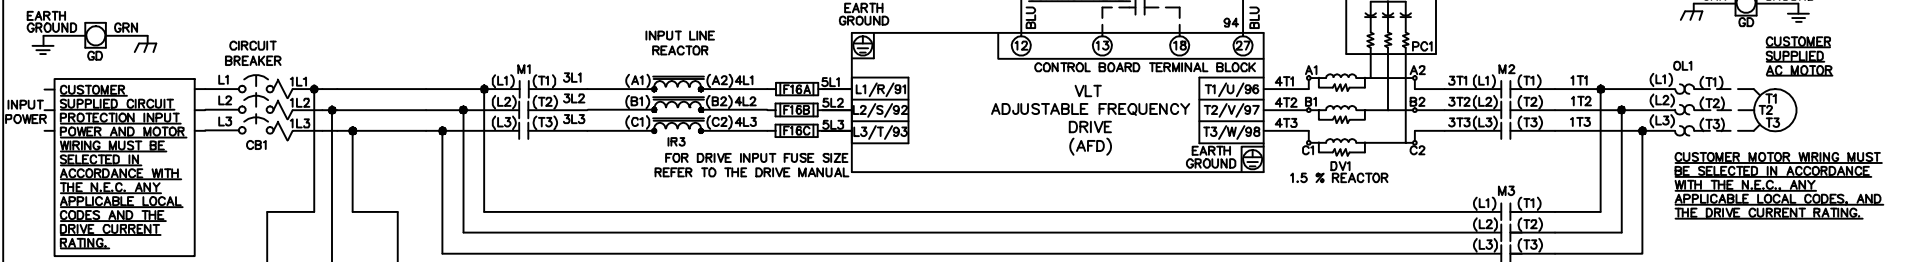 EARTH
GROUND
GRN
GD
INPUT
POWER
CUSTOMER
SUPPLIED CIRCUIT
PROTECTION INPUT
POWER AND MOTOR
WIRING MUST BE
SELECTED IN
ACCORDANCE WITH
THE N.E.C. ANY
APPLICABLE LOCAL
CODES AND THE
DRIVE CURRENT
RATING.
CIRCUIT
BREAKER
L1 1L1
L2 1L2
L3 1L3
CB1
M1
(L1) (T1) 3L1
(L2) (T2) 3L2
(L3) (T3) 3L3
INPUT LINE
REACTOR
(A1) (A2) 4L1
(B1) (B2) 4L2
(C1) (C2) 4L3
IR3
IF16A 5L1
IF16B 5L2
IF16C 5L3
FOR DRIVE INPUT FUSE SIZE
REFER TO THE DRIVE MANUAL
EARTH
GROUND
BLU
94
BLU
12
13
18
27
CONTROL BOARD TERMINAL BLOCK
L1/R/91
L2/S/92
L3/T/93
VLT
ADJUSTABLE FREQUENCY
DRIVE
(AFD)
T1/U/96
T2/V/97
T3/W/98
EARTH
GROUND
4T1 A1 A2
4T2 B1 B2
4T3 C1 C2
DV1
1.5 % REACTOR
PC1
M2
3T1 (L1) (T1) 1T1
3T2 (L2) (T2) 1T2
3T3 (L3) (T3) 1T3
M3
(L1) (T1)
(L2) (T2)
(L3) (T3)
GD
CUSTOMER
SUPPLIED
AC MOTOR
OL1
(L1) (T1)
(L2) (T2)
(L3) (T3)
T1
T2
T3
CUSTOMER MOTOR WIRING MUST
BE SELECTED IN ACCORDANCE
WITH THE N.E.C., ANY
APPLICABLE LOCAL CODES, AND
THE DRIVE CURRENT RATING.